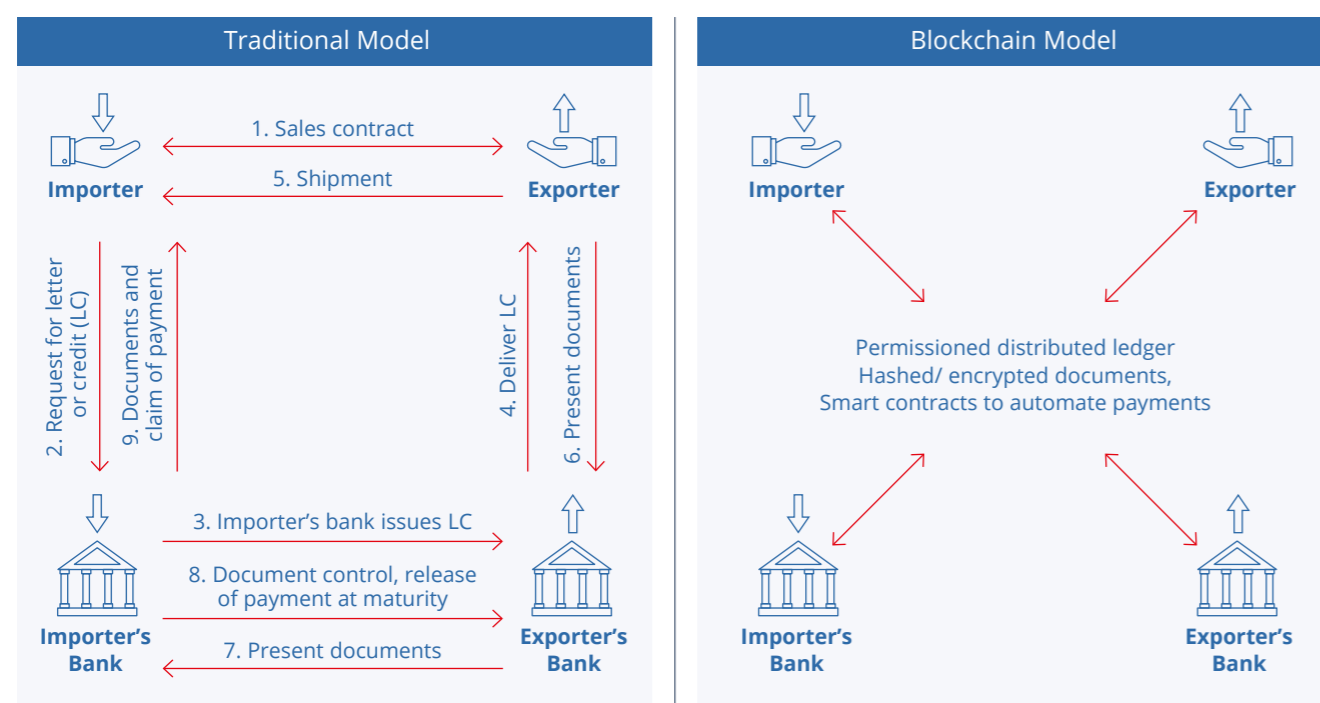 Traditional Model
1. Sales contract
Importer
5. Shipment
Exporter
2. Request for letter
or credit (LC)
9. Documents and
claim of payment
4. Deliver LC
6. Present documents
3. Importer’s bank issues LC
8. Document control, release
of payment at maturity
7. Present documents
Importer’s
Bank
Exporter’s
Bank
Blockchain Model
Importer
Exporter
Permissioned distributed ledger
Hashed/ encrypted documents,
Smart contracts to automate payments
Importer’s
Bank
Exporter’s
Bank